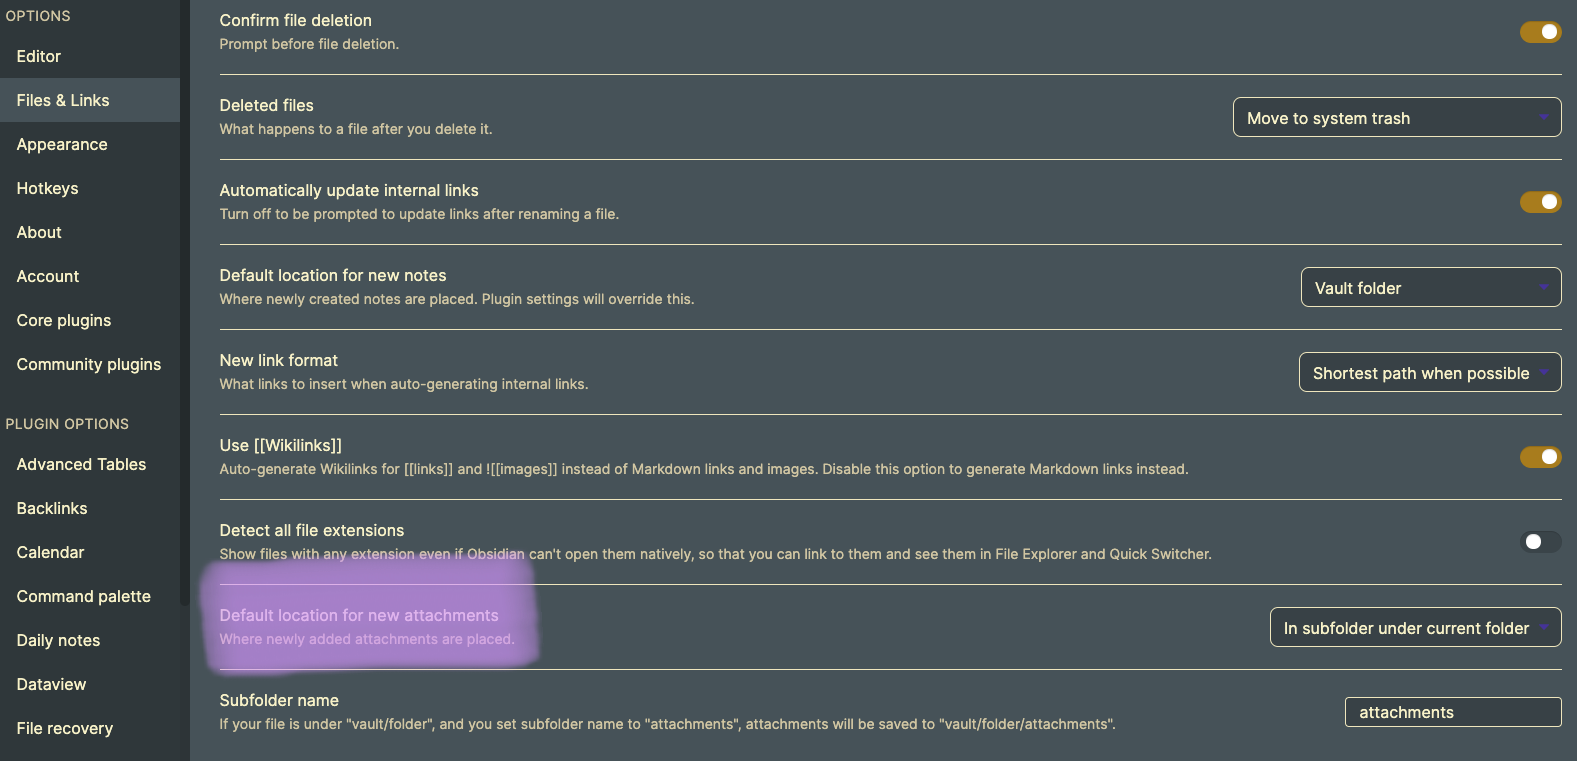 OPTIONS
Editor
Files & Links
Appearance
Hotkeys
About
Account
Core plugins
Community plugins
PLUGIN OPTIONS
Advanced Tables
Backlinks
Calendar
Command palette
Daily notes
Dataview
File recovery
Confirm file deletion
Prompt before file deletion.
Deleted files
What happens to a file after you delete it.
Move to system trash
Automatically update internal links
Turn off to be prompted to update links after renaming a file.
Default location for new notes
Where newly created notes are placed. Plugin settings will override this.
Vault folder
New link format
What links to insert when auto-generating internal links.
Shortest path when possible
Use [[Wikilinks]]
Auto-generate Wikilinks for [[links]] and ![[images]] instead of Markdown links and images. Disable this option to generate Markdown links instead.
Detect all file extensions
Show files with any extension even if Obsidian can't open them natively, so that you can link to them and see them in File Explorer and Quick Switcher.
Default location for new attachments
Where newly added attachments are placed.
In subfolder under current folder
Subfolder name
If your file is under "vault/folder", and you set subfolder name to "attachments", attachments will be saved to "vault/folder/attachments".
attachments